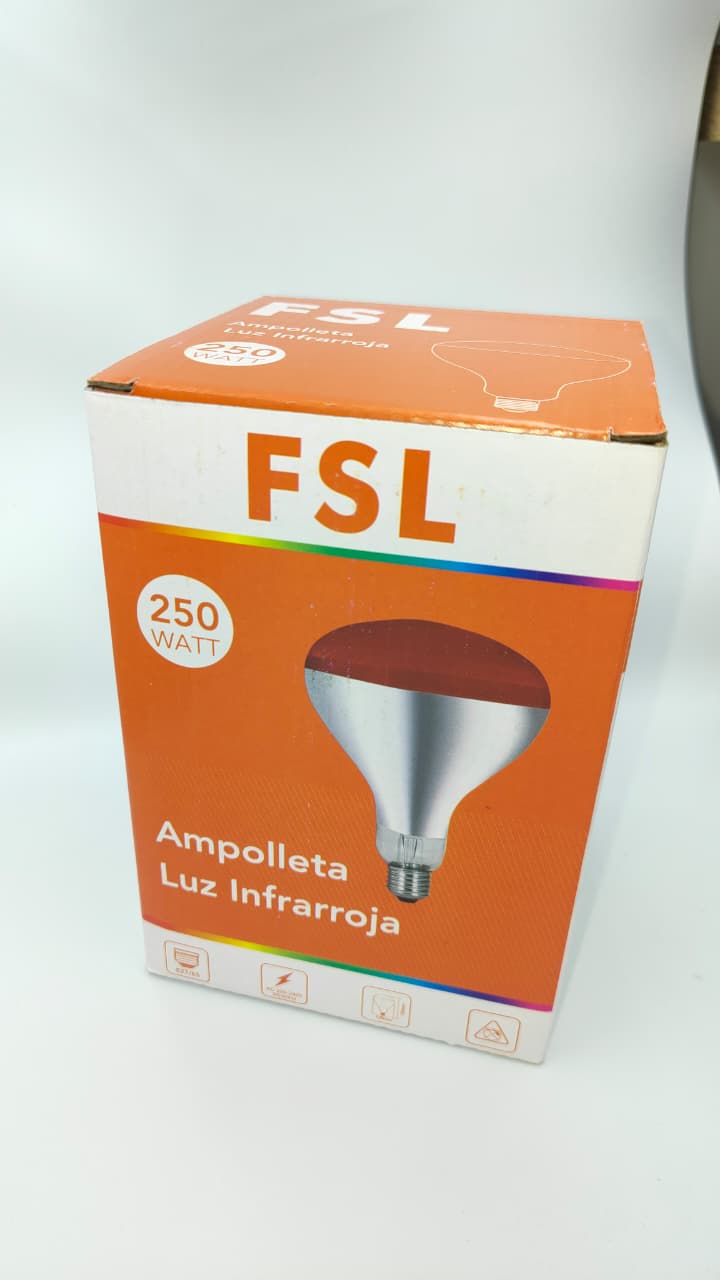 FSL
Ampolleta
Luz Infrarroja
250
WATT
FSL
250
WATT
Ampolleta
Luz Infrarroja